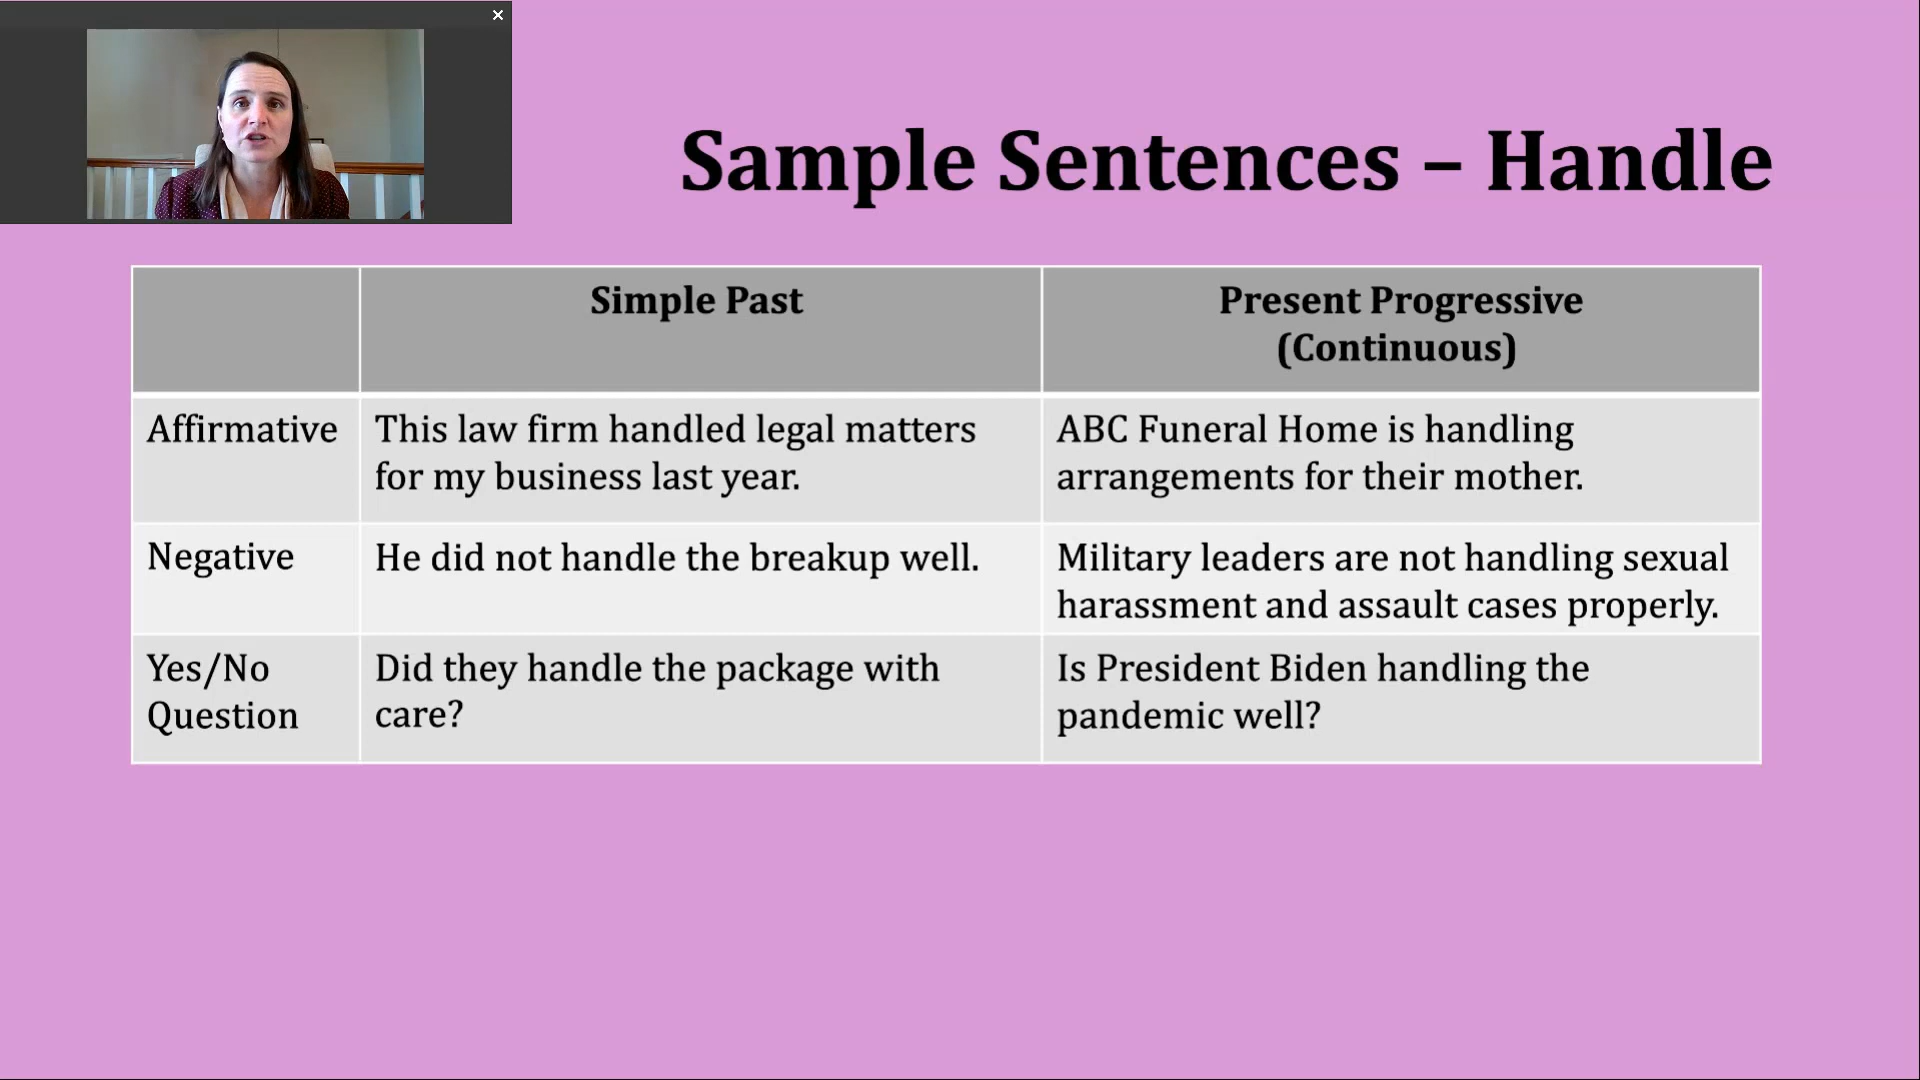 Sample Sentences – Handle
Simple Past
Present Progressive
(Continuous)
Affirmative
This law firm handled legal matters
for my business last year.
ABC Funeral Home is handling
arrangements for their mother.
Negative
He did not handle the breakup well.
Military leaders are not handling sexual
harassment and assault cases properly.
Yes/No
Question
Did they handle the package with
care?
Is President Biden handling the
pandemic well?